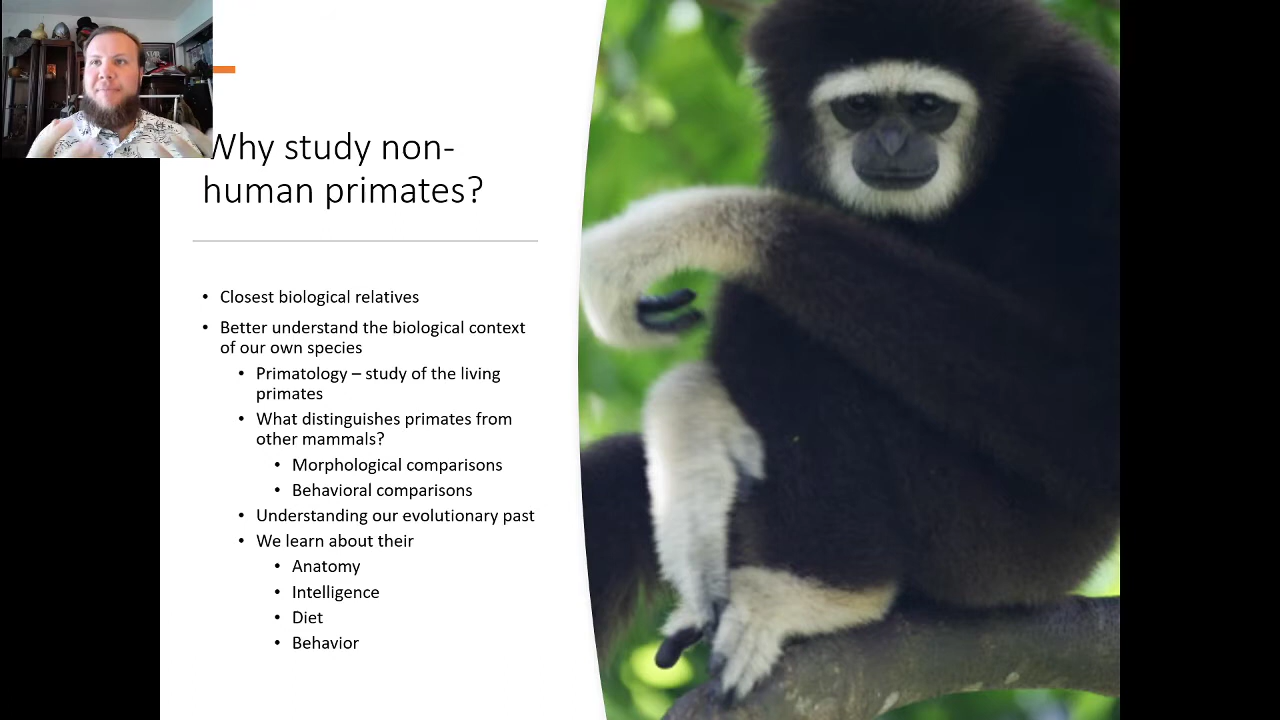 Why study non-
human primates?
• Closest biological relatives
• Better understand the biological context
of our own species
• Primatology – study of the living
primates
• What distinguishes primates from
other mammals?
• Morphological comparisons
• Behavioral comparisons
• Understanding our evolutionary past
• We learn about their
• Anatomy
• Intelligence
• Diet
• Behavior